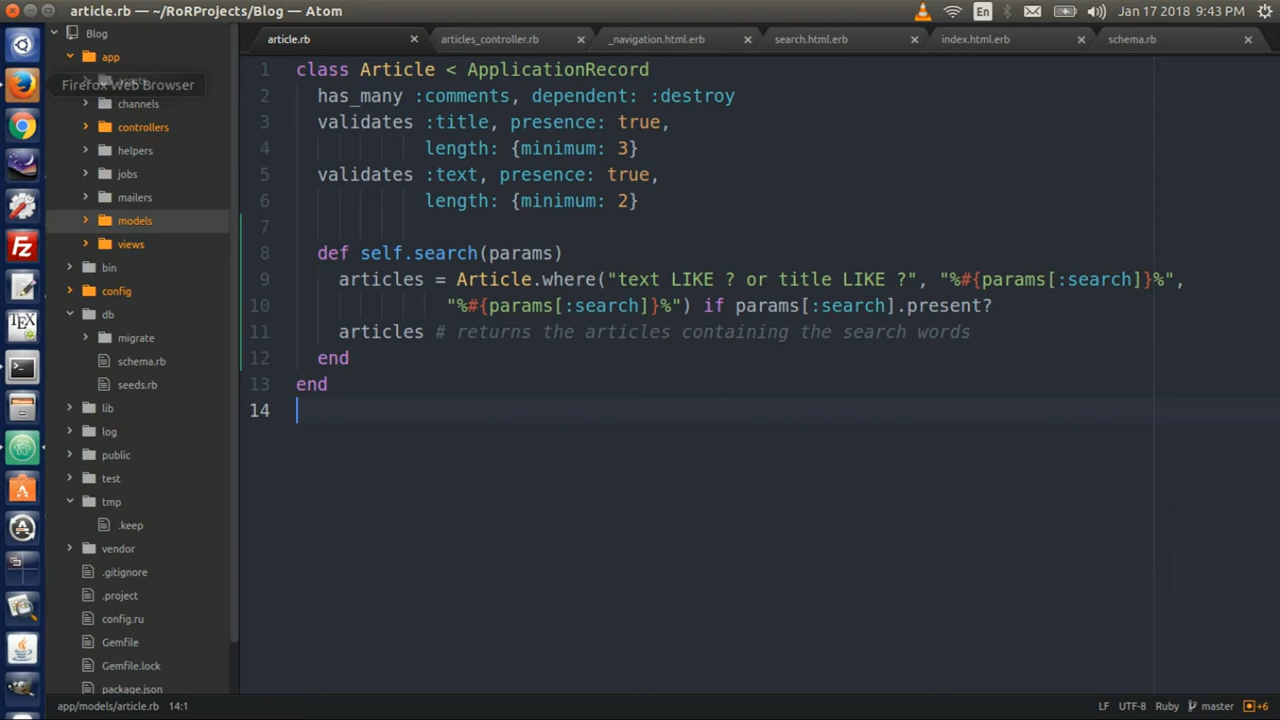 article.rb — ~/RoRProjects/Blog — Atom
En
Jan 17 2018 9:43 PM
Blog
app
Firefox Web Browser
channels
controllers
helpers
jobs
mailers
models
views
bin
config
db
migrate
schema.rb
seeds.rb
lib
log
public
test
tmp
.keep
vendor
.gitignore
.project
config.ru
Gemfile
Gemfile.lock
package.json
article.rb
articles_controller.rb
_navigation.html.erb
search.html.erb
index.html.erb
schema.rb
1 class Article < ApplicationRecord
2 has_many :comments, dependent: :destroy
3 validates :title, presence: true,
4 length: {minimum: 3}
5 validates :text, presence: true,
6 length: {minimum: 2}
7
8 def self.search(params)
9 articles = Article.where("text LIKE ? or title LIKE ?", "%#{params[:search]}%",
10 "%#{params[:search]}%") if params[:search].present?
11 articles # returns the articles containing the search words
12 end
13 end
14
app/models/article.rb 14:1
LF UTF-8 Ruby master +6